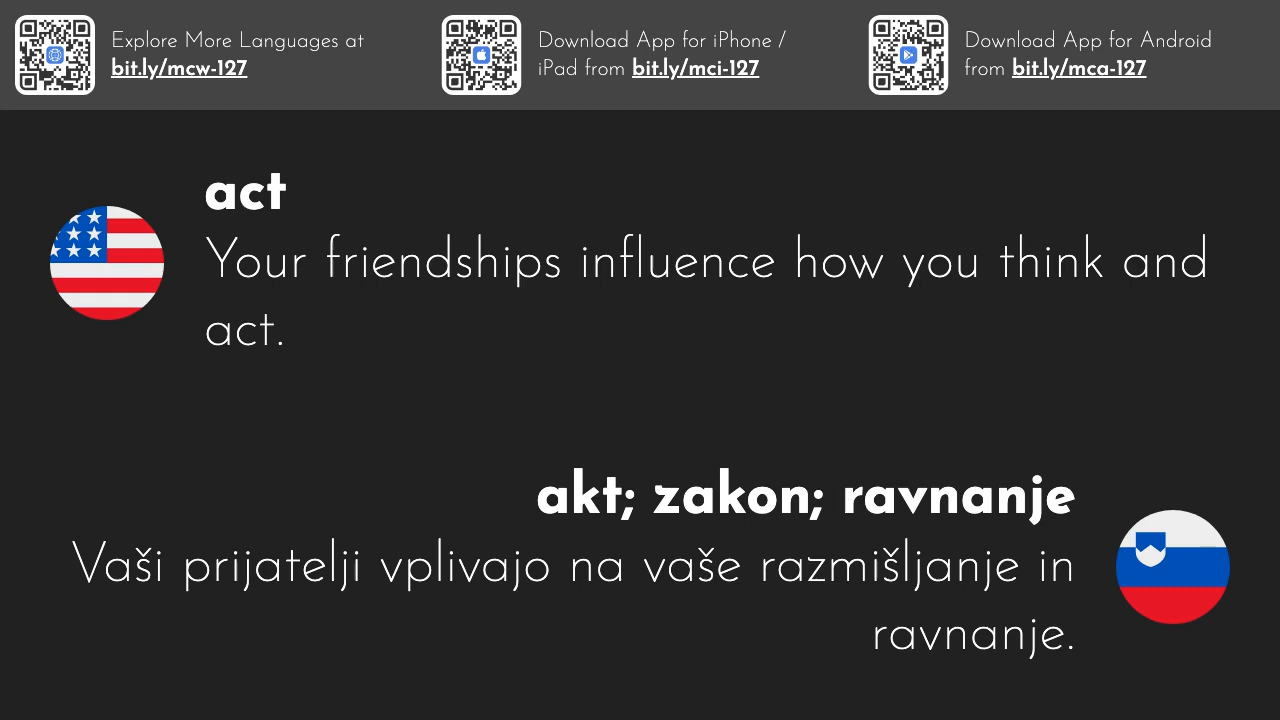 Explore More Languages at
bit.ly/mcw-127
Download App for iPhone /
iPad from bit.ly/mci-127
Download App for Android
from bit.ly/mca-127
act
Your friendships influence how you think and
act.
akt; zakon; ravnanje
Vaši prijatelji vplivajo na vaše razmišljanje in
ravnanje.